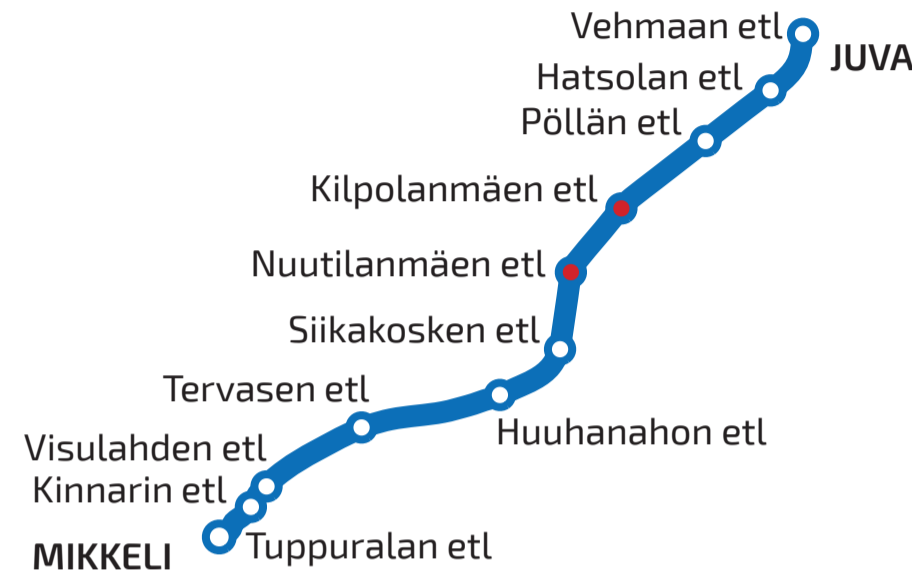 Vehmaan etl
JUVA
Hatsolan etl
Pöllän etl
Kilpolanmäen etl
Nuutilanmäen etl
Siikakosken etl
Tervasen etl
Huuhanahon etl
Visulahden etl
Kinnarin etl
Tuppuralan etl
MIKKELI